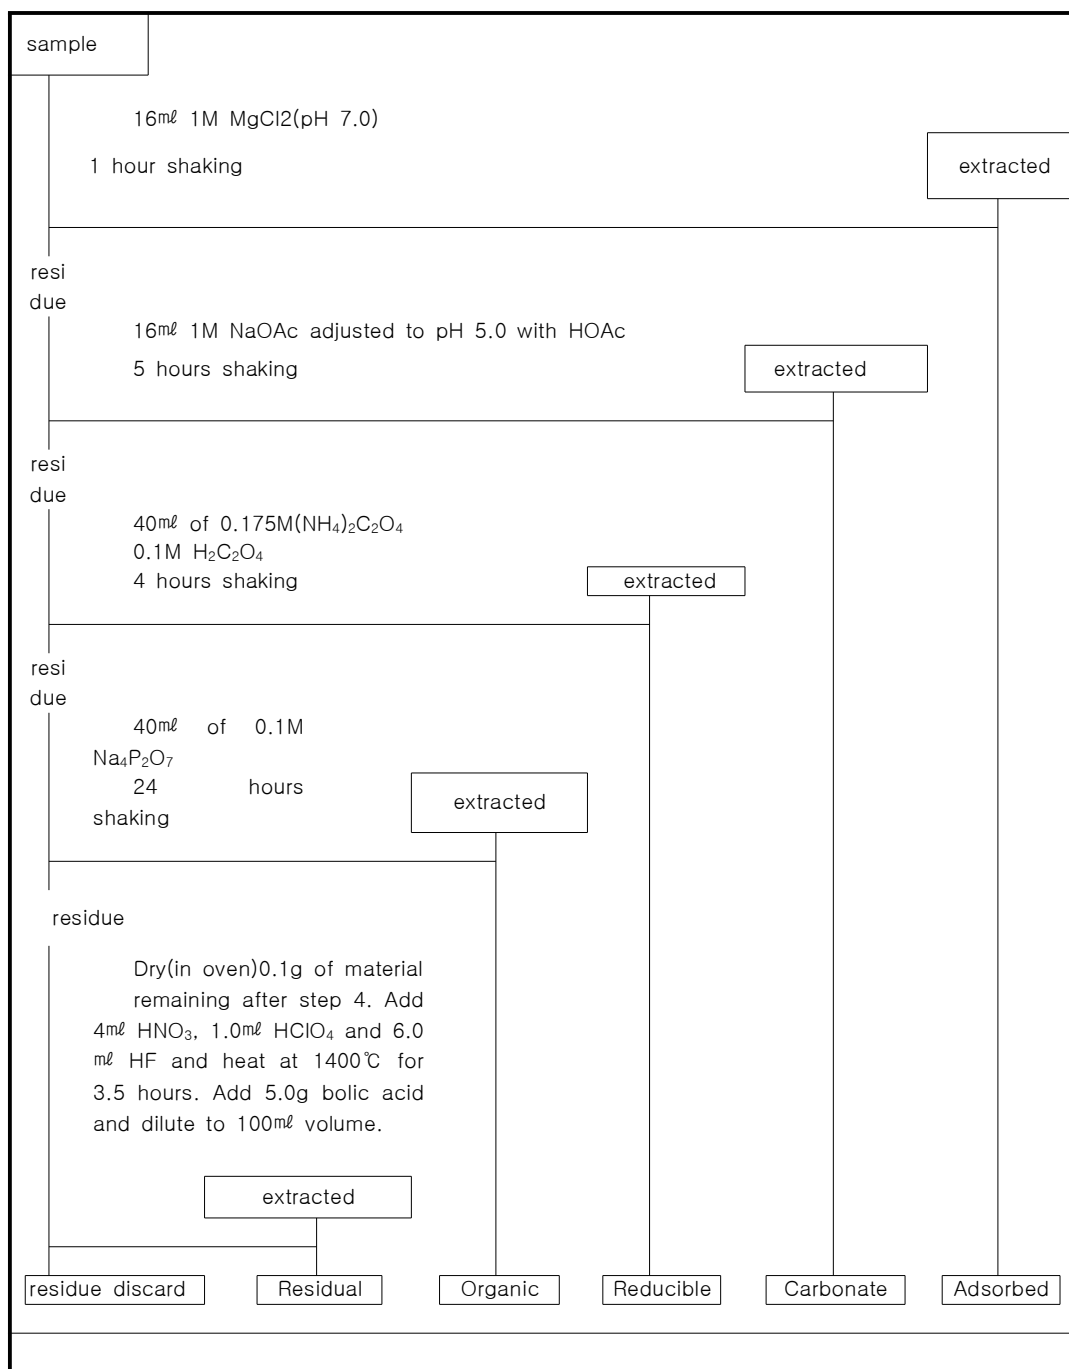 sample
16㎖ 1M MgCl2(pH 7.0)
1 hour shaking
extracted
resi
due
16㎖ 1M NaOAc adjusted to pH 5.0 with HOAc
5 hours shaking
extracted
resi
due
40㎖ of 0.175M(NH₄)₂C₂O₄
0.1M H₂C₂O₄
4 hours shaking
extracted
resi
due
40㎖ of 0.1M
Na₄P₂O₇
24 hours
shaking
extracted
residue
Dry(in oven)0.1g of material
remaining after step 4. Add
4㎖ HNO₃, 1.0㎖ HClO₄ and 6.0
㎖ HF and heat at 1400℃ for
3.5 hours. Add 5.0g bolic acid
and dilute to 100㎖ volume.
extracted
residue discard
Residual
Organic
Reducible
Carbonate
Adsorbed